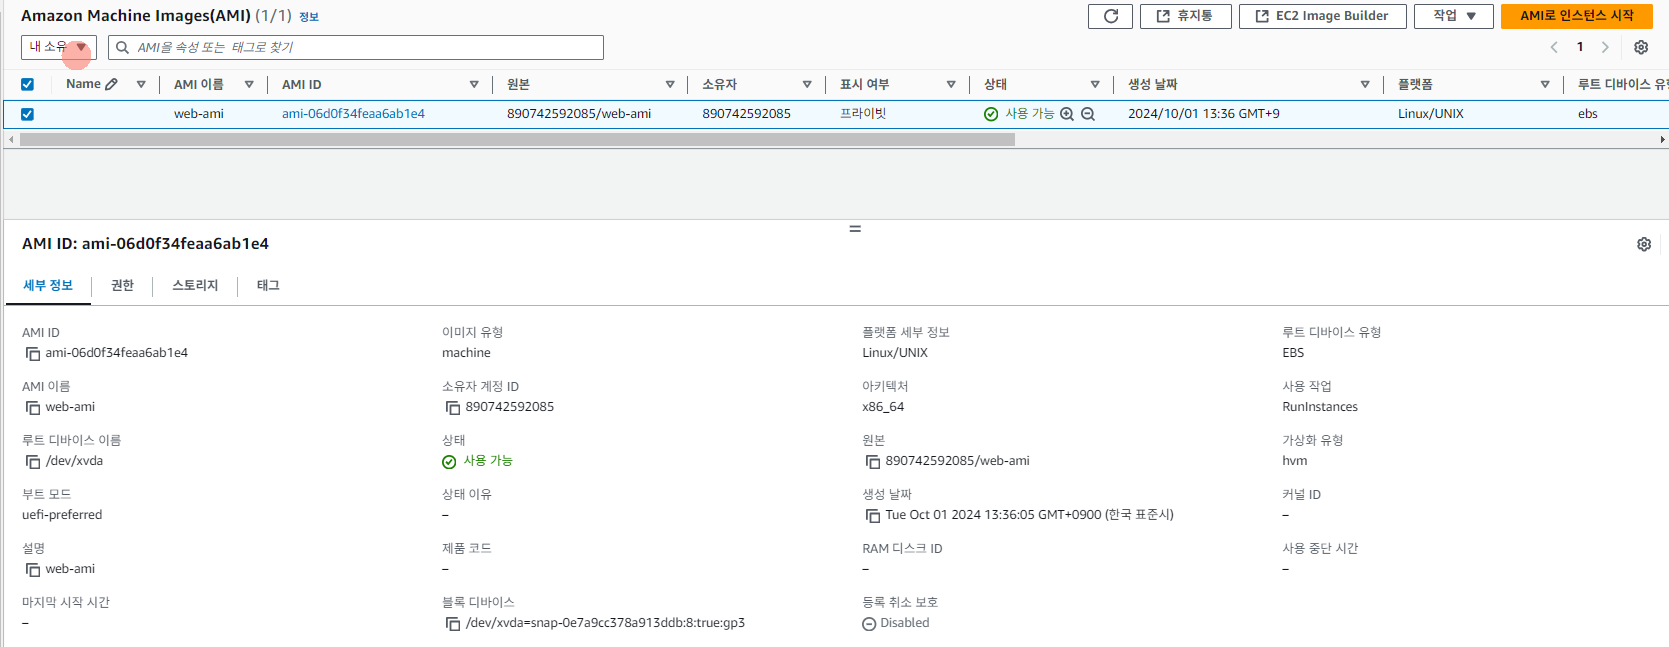 Amazon Machine Images(AMI) (1/1) 정보
휴지통
EC2 Image Builder
작업
AMI로 인스턴스 시작
내 소유
AMI을 속성 또는 태그로 찾기
1
Name AMI 이름 AMI ID 원본 소유자 표시 여부 상태 생성 날짜 플랫폼 루트 디바이스
web-ami ami-06d0f34feaa6ab1e4 890742592085/web-ami 890742592085 프라이빗 사용 가능 2024/10/01 13:36 GMT+9 Linux/UNIX ebs
AMI ID: ami-06d0f34feaa6ab1e4
세부 정보 권한 스토리지 태그
AMI ID 이미지 유형 플랫폼 세부 정보 루트 디바이스 유형
ami-06d0f34feaa6ab1e4 machine Linux/UNIX EBS
AMI 이름 소유자 계정 ID 아키텍처 사용 작업
web-ami 890742592085 x86_64 RunInstances
루트 디바이스 이름 상태 원본 가상화 유형
/dev/xvda 사용 가능 890742592085/web-ami hvm
부트 모드 상태 이유 생성 날짜 커널 ID
uefi-preferred – Tue Oct 01 2024 13:36:05 GMT+0900 (한국 표준시) –
설명 제품 코드 RAM 디스크 ID 사용 중단 시간
web-ami – – –
마지막 시작 시간 블록 디바이스 등록 취소 보호
– /dev/xvda=snap-0e7a9cc378a913ddb:8:true:gp3 Disabled